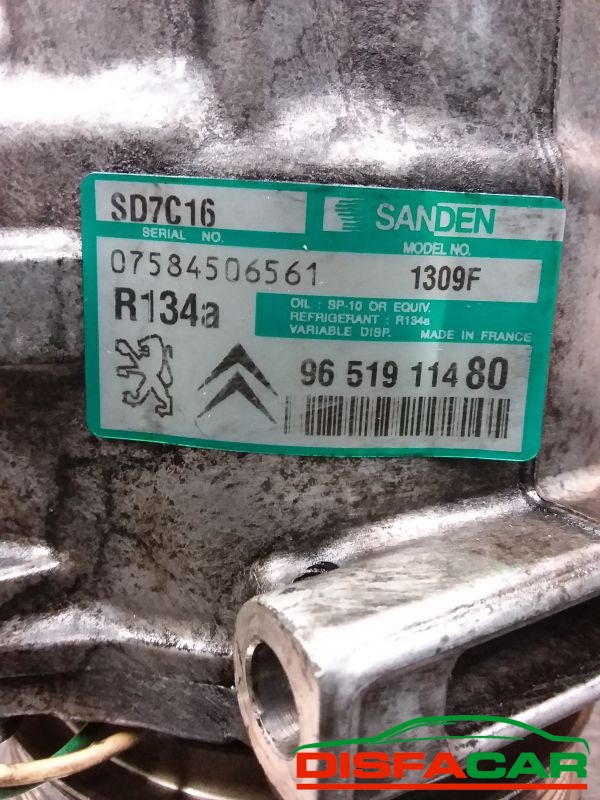 DISFACAR
SD7C16
SANDEN
SERIAL NO.
MODEL NO.
07584506561
1309F
R134a
OIL : SP-10 OR EQUIV.
REFRIGERANT : R134a
VARIABLE DISP. MADE IN FRANCE
96 519 114 80
DISFACAR